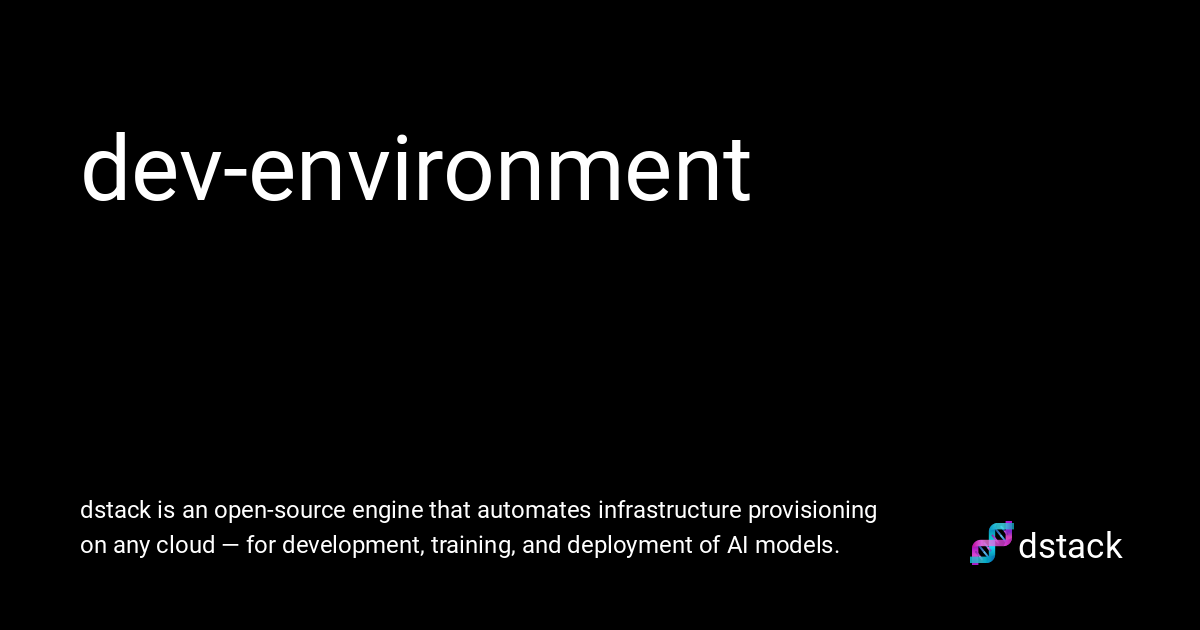 dev-environment
dstack is an open-source engine that automates infrastructure provisioning
on any cloud — for development, training, and deployment of AI models.
dstack